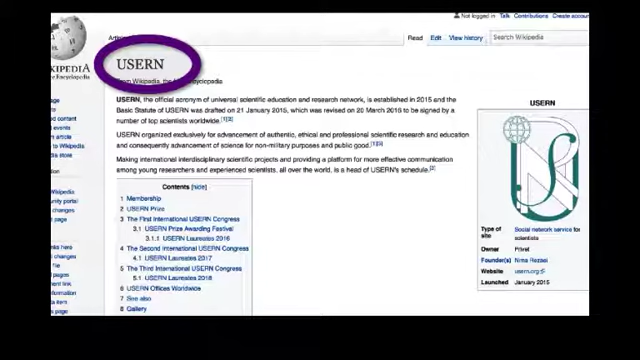 Not logged in Talk Contributions Create account
Read Edit View history Search Wikipedia
USERN
From Wikipedia, the free encyclopedia
USERN, the official acronym of universal scientific education and research network, is established in 2015 and the
Basic Statute of USERN was drafted on 21 January 2015, which was revised on 20 March 2016 to be signed by a
number of top scientists worldwide.[1][2]
USERN organized exclusively for advancement of authentic, ethical and professional scientific research and education
and consequently advancement of science for non-military purposes and public good.[1][3]
Making international interdisciplinary scientific projects and providing a platform for more effective communication
among young researchers and experienced scientists, all over the world, is a head of USERN's schedule.[2]
Contents [hide]
1 Membership
2 USERN Prize
3 The First International USERN Congress
3.1 USERN Prize Awarding Festival
3.1.1 USERN Laureates 2016
4 The Second International USERN Congress
4.1 USERN Laureates 2017
5 The Third International USERN Congress
5.1 USERN Laureates 2018
6 USERN Offices Worldwide
7 See also
8 Gallery
USERN
Type of site Social network service for scientists
Owner Privet
Founder(s) Nima Rezaei
Website usern.org
Launched January 2015